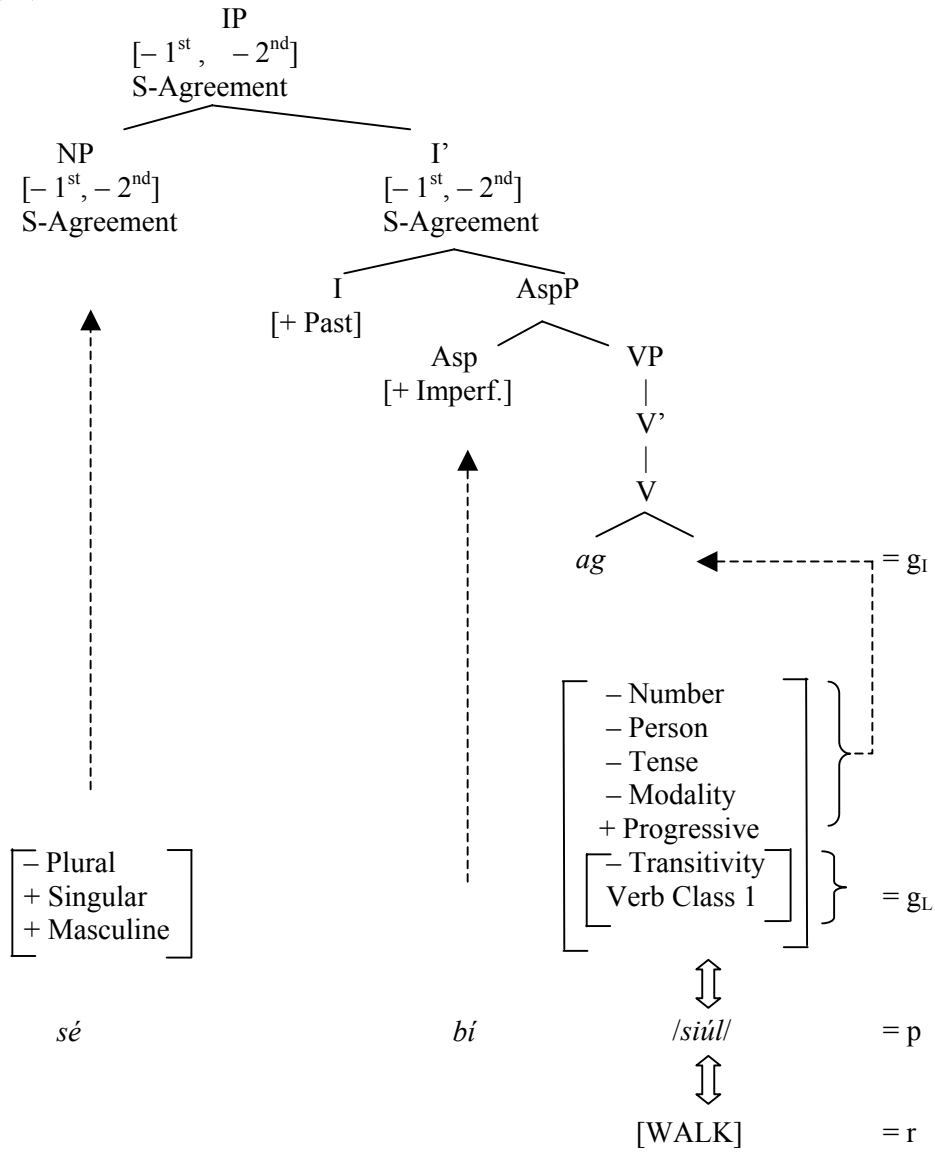 IP
[– 1st , – 2nd]
S-Agreement
NP I’
[– 1st, – 2nd] [– 1st, – 2nd]
S-Agreement S-Agreement
I AspP
[+ Past]
Asp VP
[+ Imperf.]
V’
V
ag = gI
– Number
– Person
– Tense
– Modality
+ Progressive
– Plural – Transitivity
+ Singular Verb Class 1 = gL
+ Masculine
sé bí /siúl/ = p
[WALK] = r